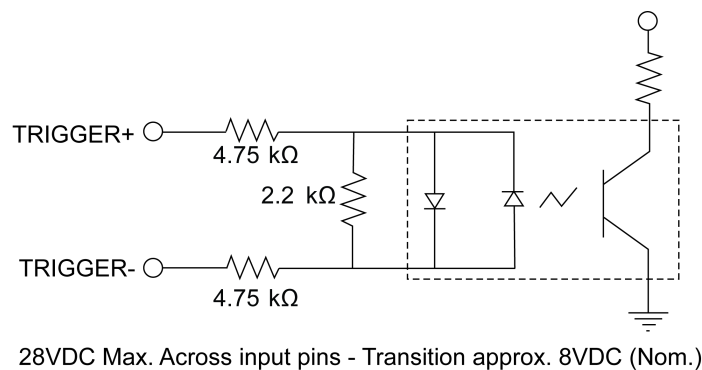 TRIGGER+
4.75 kΩ
2.2 kΩ
TRIGGER-
4.75 kΩ
28VDC Max. Across input pins - Transition approx. 8VDC (Nom.)